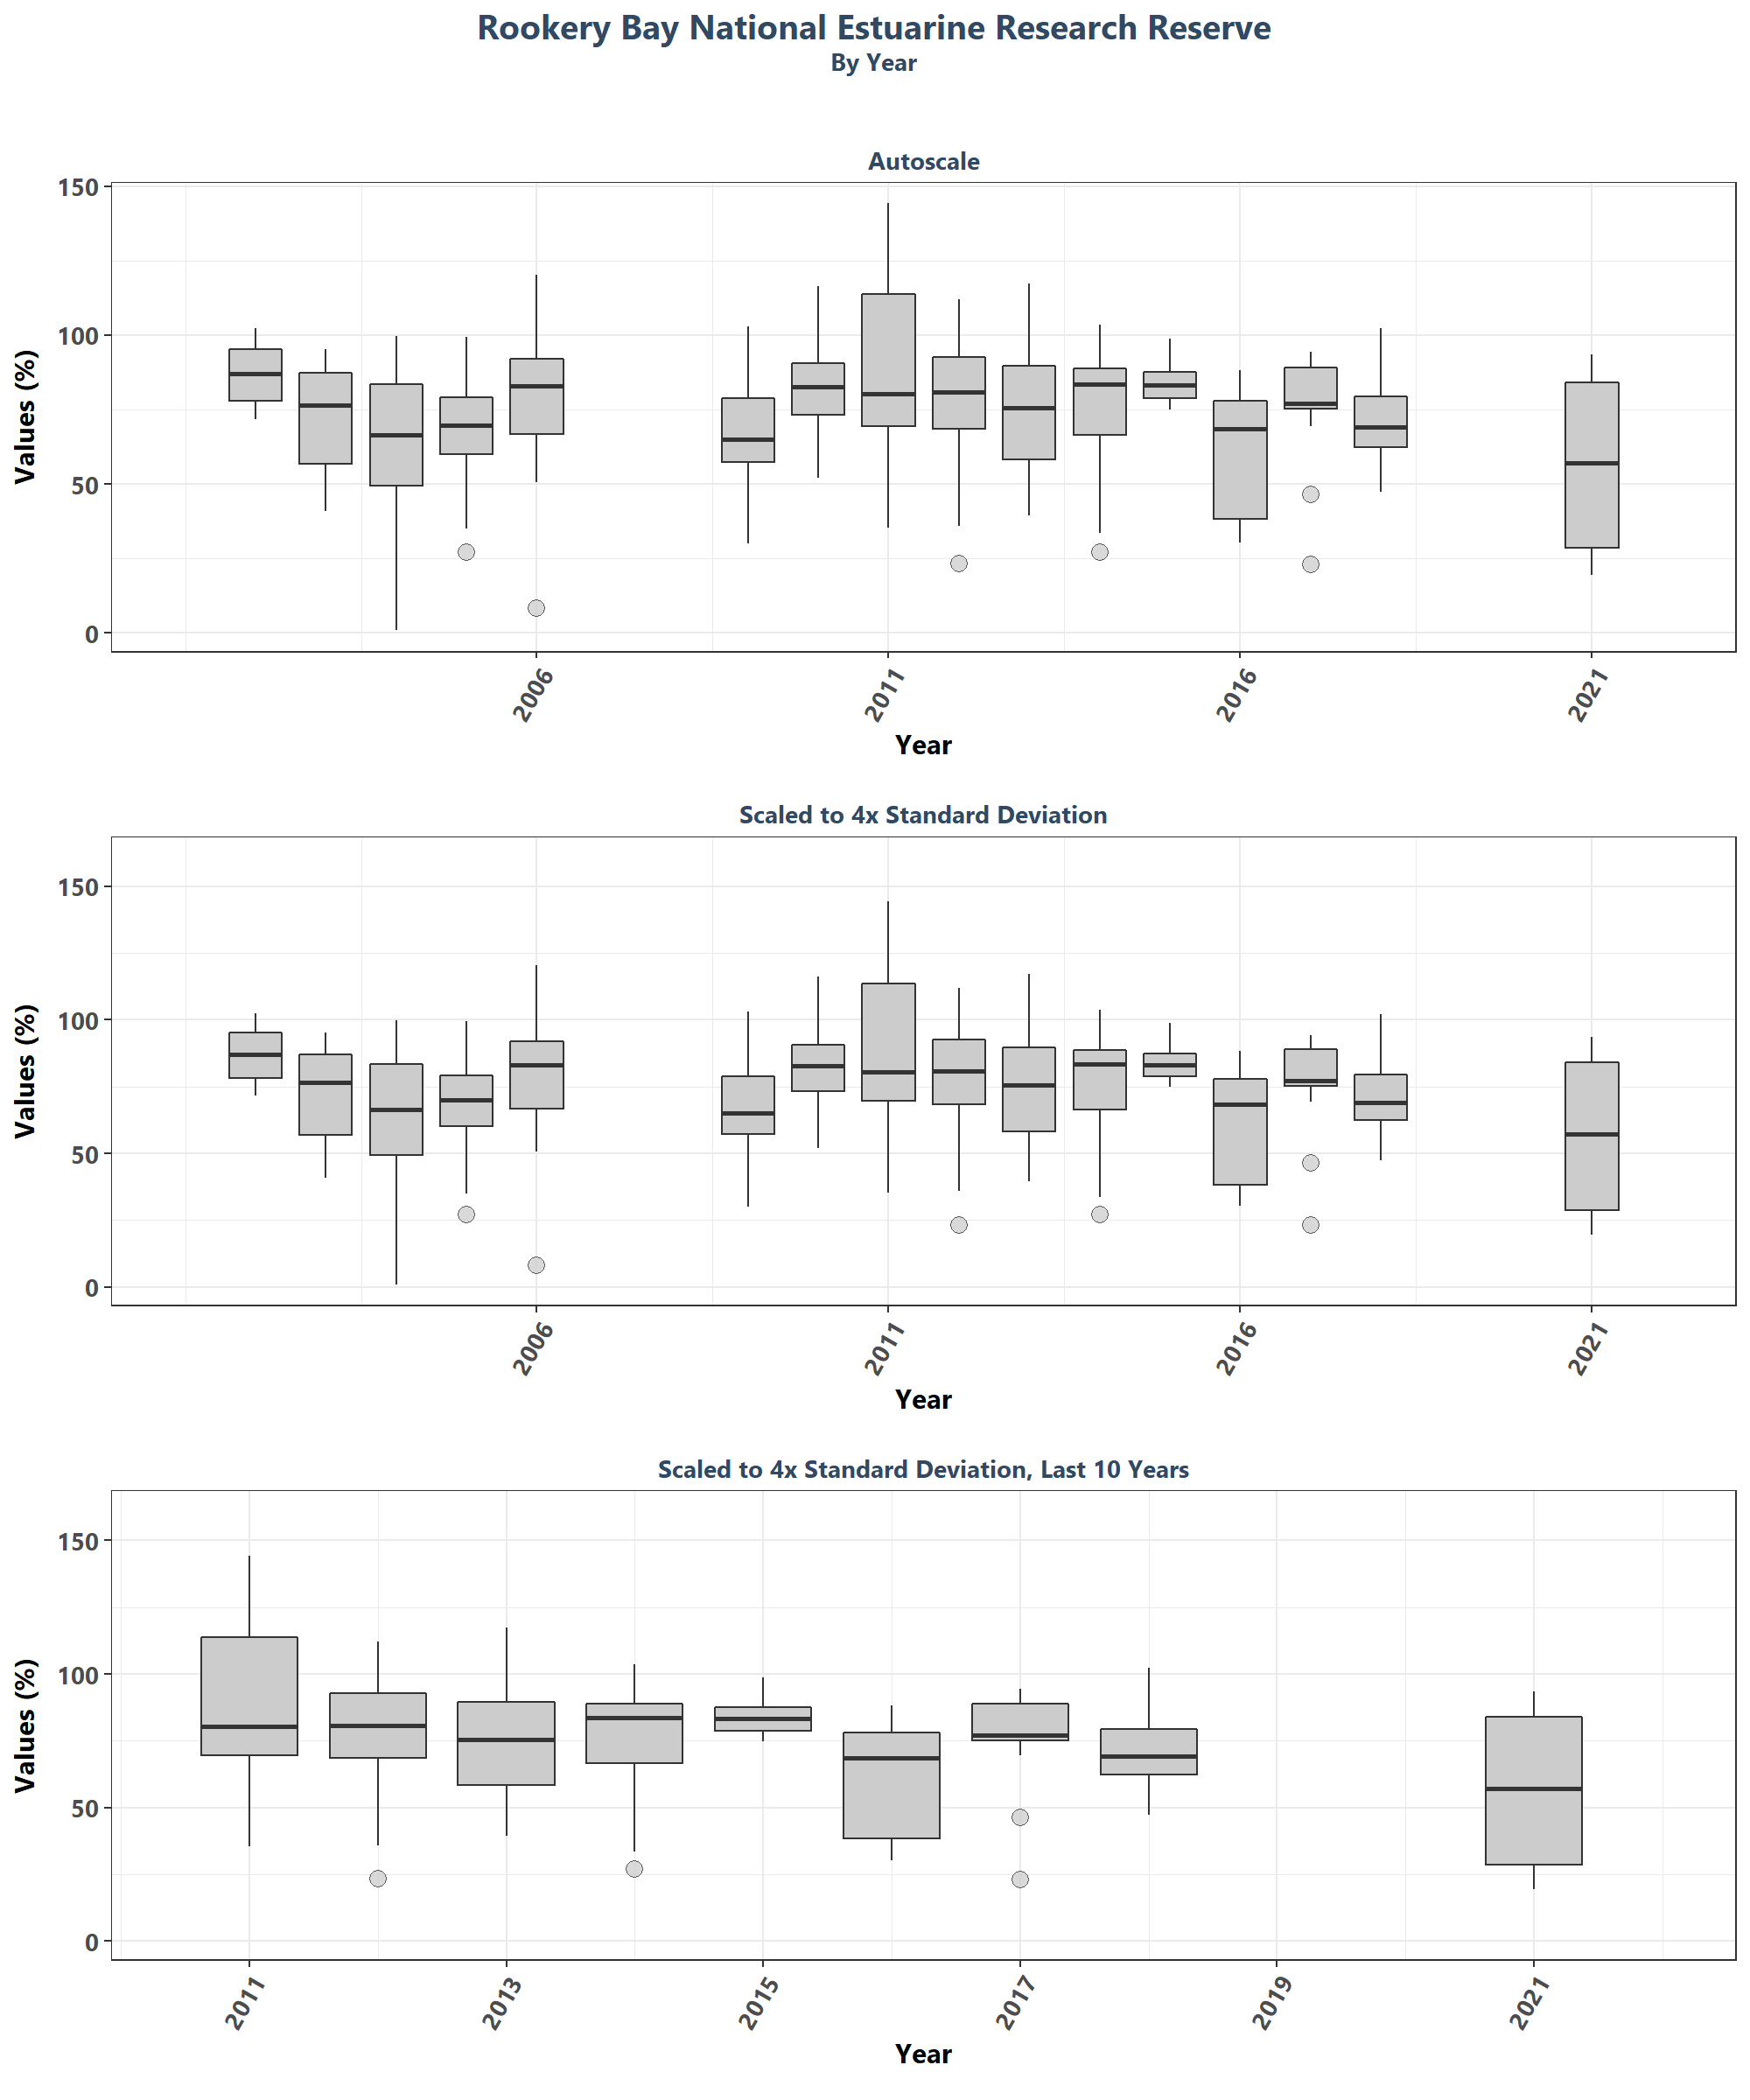 Rookery Bay National Estuarine Research Reserve
By Year
Autoscale
Values (%)
150
100
50
0
2006 2011 2016 2021
Year
Scaled to 4x Standard Deviation
Values (%)
150
100
50
0
2006 2011 2016 2021
Year
Scaled to 4x Standard Deviation, Last 10 Years
Values (%)
150
100
50
0
2011 2013 2015 2017 2019 2021
Year